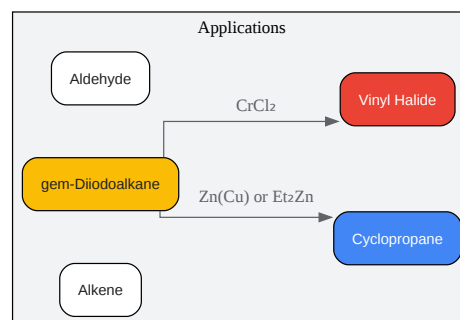 Applications
Aldehyde
Vinyl Halide
CrCl₂
gem-Diiodoalkane
Zn(Cu) or Et₂Zn
Cyclopropane
Alkene